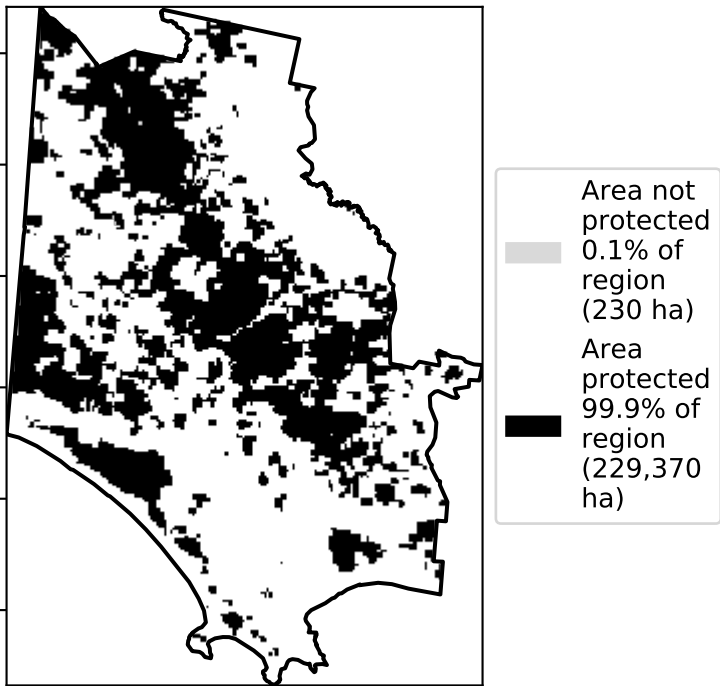 Area not
protected
0.1% of
region
(230 ha)
Area
protected
99.9% of
region
(229,370
ha)